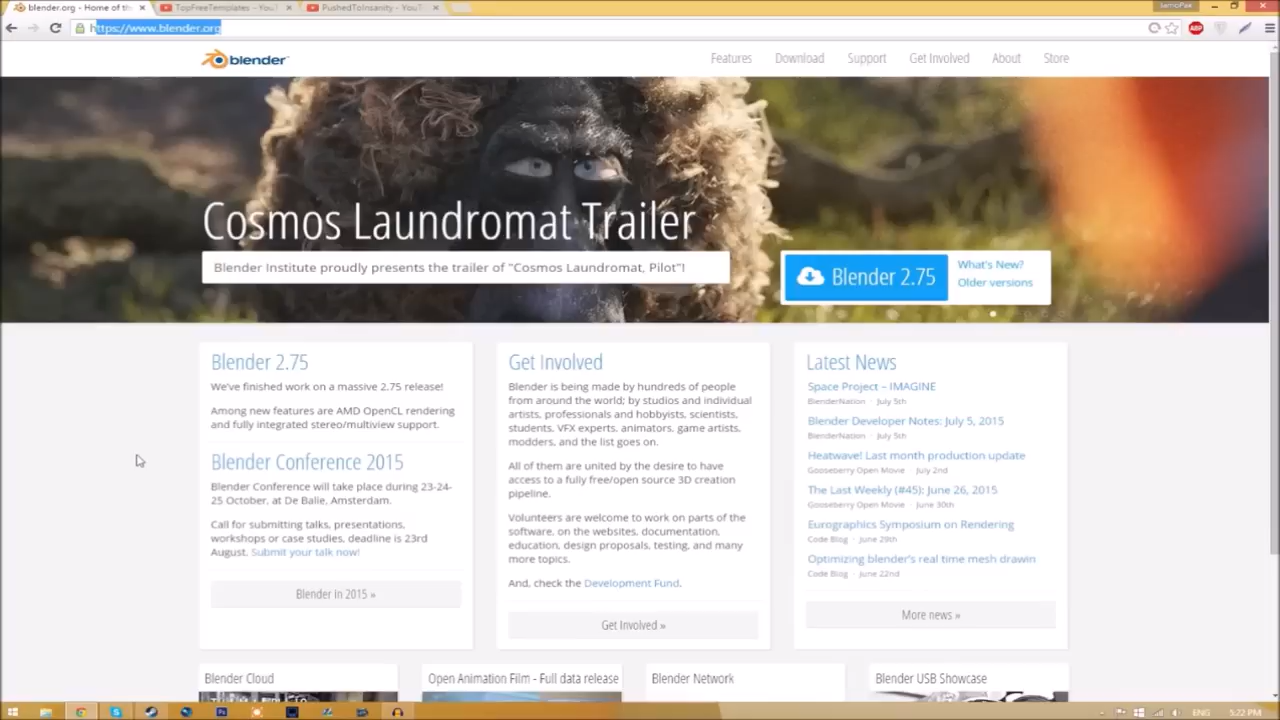 blender.org - Home of th
TopFreeTemplates - YouT
PushedToInsanity - YouT
https://www.blender.org
ABP
blender
Features
Download
Support
Get Involved
About
Store
Cosmos Laundromat Trailer
Blender Institute proudly presents the trailer of "Cosmos Laundromat, Pilot"!
Blender 2.75
What's New?
Older versions
Blender 2.75
We've finished work on a massive 2.75 release!
Among new features are AMD OpenCL rendering
and fully integrated stereo/multiview support.
Blender Conference 2015
Blender Conference will take place during 23-24-
25 October, at De Balie, Amsterdam.
Call for submitting talks, presentations,
workshops or case studies, deadline is 23rd
August. Submit your talk now!
Blender in 2015 »
Get Involved
Blender is being made by hundreds of people
from around the world; by studios and individual
artists, professionals and hobbyists, scientists,
students, VFX experts, animators, game artists,
modders, and the list goes on.
All of them are united by the desire to have
access to a fully free/open source 3D creation
pipeline.
Volunteers are welcome to work on parts of the
software, on the websites, documentation,
education, design proposals, testing, and many
more topics.
And, check the Development Fund.
Get Involved »
Latest News
Space Project – IMAGINE
BlenderNation · July 5th
Blender Developer Notes: July 5, 2015
BlenderNation · July 5th
Heatwave! Last month production update
Gooseberry Open Movie · July 2nd
The Last Weekly (#45): June 26, 2015
Gooseberry Open Movie · June 30th
Eurographics Symposium on Rendering
Code Blog · June 29th
Optimizing blender's real time mesh drawin
Code Blog · June 22nd
More news »
Blender Cloud
Open Animation Film - Full data release
Blender Network
Blender USB Showcase
ENG
5:22 PM